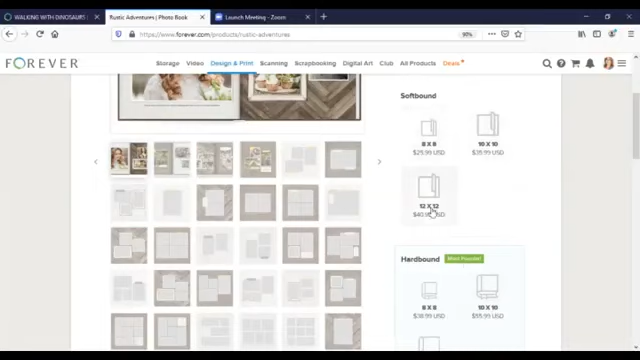 WALKING WITH DINOSAURS |
Rustic Adventures | Photo Book
Launch Meeting - Zoom
https://www.forever.com/products/rustic-adventures
90%
FOREVER
Storage Video Design & Print Scanning Scrapbooking Digital Art Club All Products Deals
Softbound
8 X 8
10 X 10
$25.99 USD
$35.99 USD
12 X 12
USD
Hardbound
Most Popular
8 X 8
10 X 10
$38.99 USD
$55.99 USD